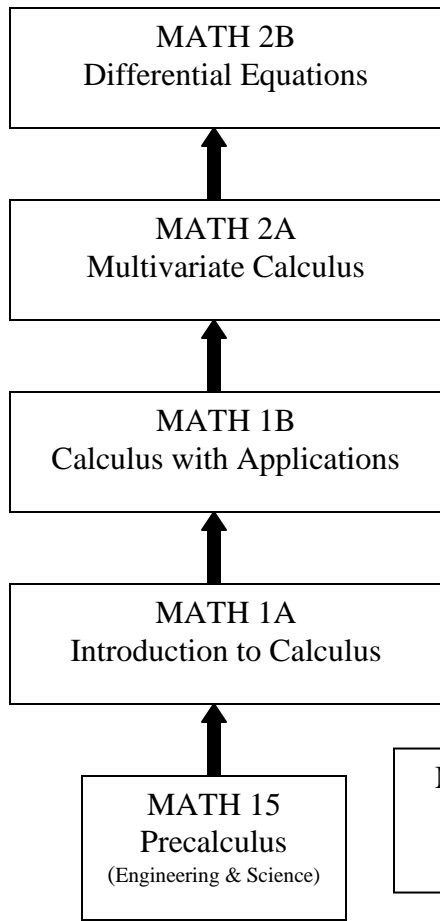 MATH 2B
Differential Equations
MATH 2A
Multivariate Calculus
MATH 1B
Calculus with Applications
MATH 1A
Introduction to Calculus
MATH 15
Precalculus
(Engineering & Science)